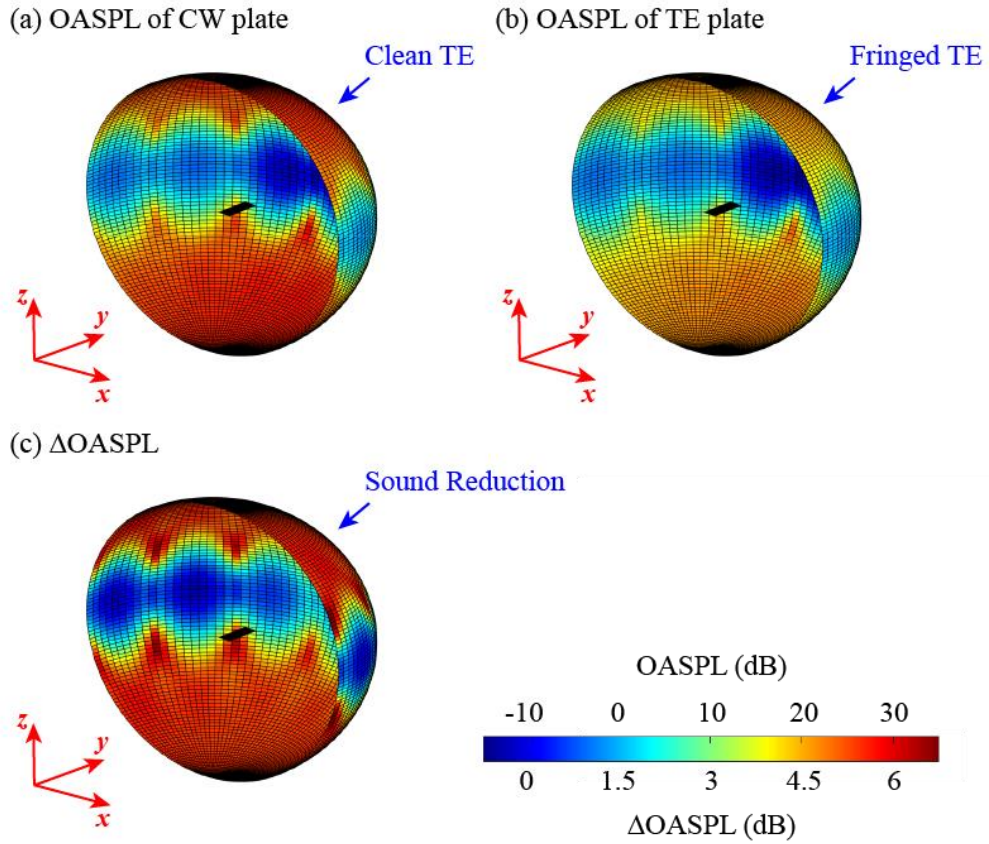 (a) OASPL of CW plate
(b) OASPL of TE plate
Clean TE
Fringed TE
z
y
x
z
y
x
(c) ΔOASPL
Sound Reduction
z
y
x
OASPL (dB)
-10 0 10 20 30
0 1.5 3 4.5 6
ΔOASPL (dB)